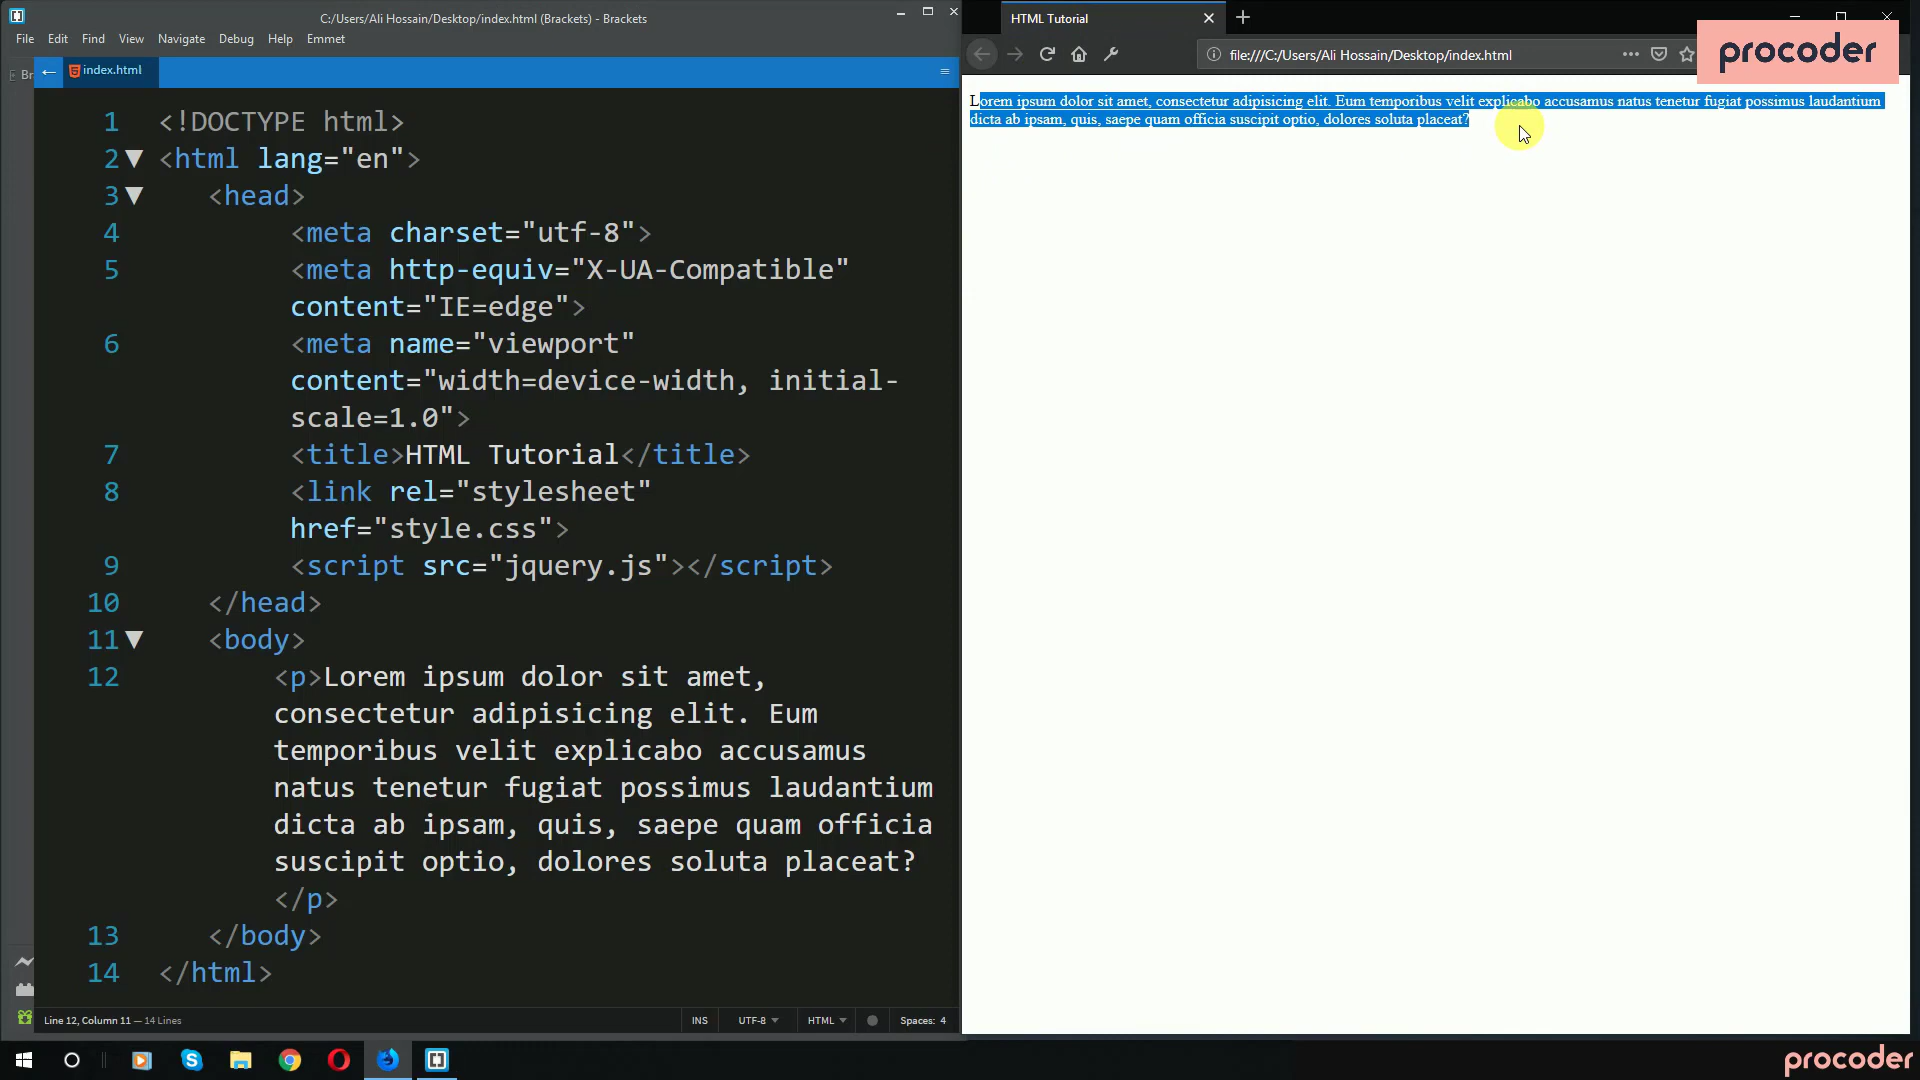 C:/Users/Ali Hossain/Desktop/index.html (Brackets) - Brackets
File Edit Find View Navigate Debug Help Emmet
Br
index.html
1 <!DOCTYPE html>
2 <html lang="en">
3 <head>
4 <meta charset="utf-8">
5 <meta http-equiv="X-UA-Compatible"
content="IE=edge">
6 <meta name="viewport"
content="width=device-width, initial-
scale=1.0">
7 <title>HTML Tutorial</title>
8 <link rel="stylesheet"
href="style.css">
9 <script src="jquery.js"></script>
10 </head>
11 <body>
12 <p>Lorem ipsum dolor sit amet,
consectetur adipisicing elit. Eum
temporibus velit explicabo accusamus
natus tenetur fugiat possimus laudantium
dicta ab ipsam, quis, saepe quam officia
suscipit optio, dolores soluta placeat?
</p>
13 </body>
14 </html>
Line 12, Column 11 — 14 Lines
INS UTF-8 HTML Spaces: 4
HTML Tutorial
file:///C:/Users/Ali Hossain/Desktop/index.html
procoder
Lorem ipsum dolor sit amet, consectetur adipisicing elit. Eum temporibus velit explicabo accusamus natus tenetur fugiat possimus laudantium
dicta ab ipsam, quis, saepe quam officia suscipit optio, dolores soluta placeat?
procoder